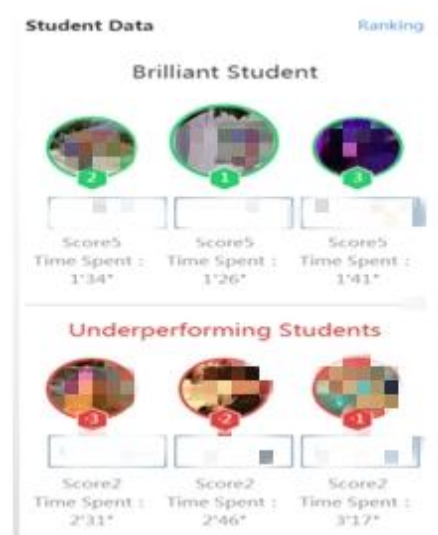 Student Data Ranking
Brilliant Student
2 1 3
Score5 Score5 Score5
Time Spent : Time Spent : Time Spent :
1'34" 1'26" 1'41"
Underperforming Students
-3 -2 -1
Score2 Score2 Score2
Time Spent : Time Spent : Time Spent :
2'31" 2'46" 3'17"